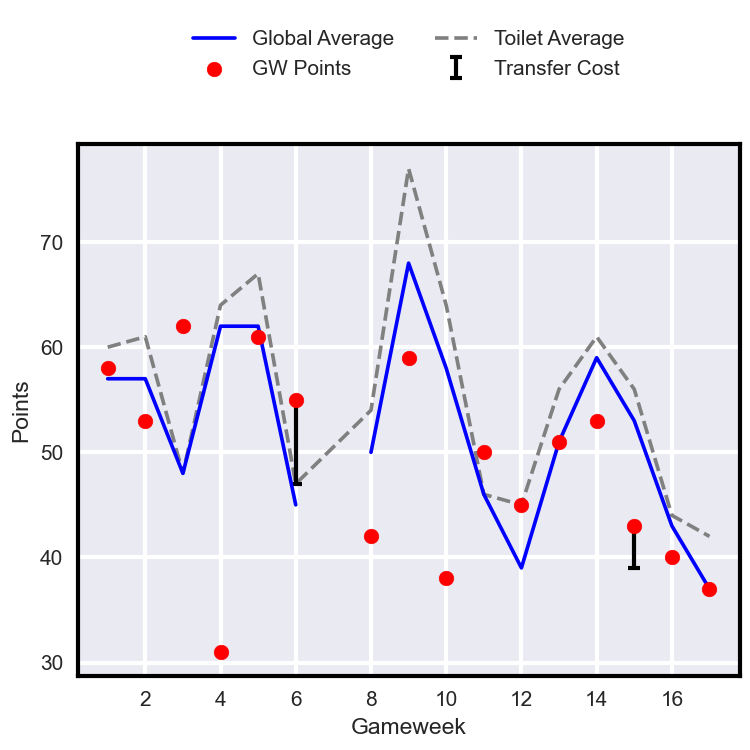 Global Average
GW Points
Toilet Average
Transfer Cost
Points
70
60
50
40
30
2 4 6 8 10 12 14 16
Gameweek